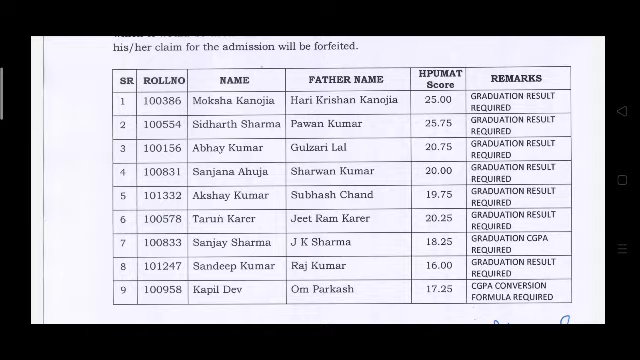 his/her claim for the admission will be forfeited.
SR ROLLNO NAME FATHER NAME HPUMAT Score REMARKS
1 100386 Moksha Kanojia Hari Krishan Kanojia 25.00 GRADUATION RESULT REQUIRED
2 100554 Sidharth Sharma Pawan Kumar 25.75 GRADUATION RESULT REQUIRED
3 100156 Abhay Kumar Gulzari Lal 20.75 GRADUATION RESULT REQUIRED
4 100831 Sanjana Ahuja Sharwan Kumar 20.00 GRADUATION RESULT REQUIRED
5 101332 Akshay Kumar Subhash Chand 19.75 GRADUATION RESULT REQUIRED
6 100578 Tarun Karer Jeet Ram Karer 20.25 GRADUATION RESULT REQUIRED
7 100833 Sanjay Sharma J K Sharma 18.25 GRADUATION CGPA REQUIRED
8 101247 Sandeep Kumar Raj Kumar 16.00 GRADUATION RESULT REQUIRED
9 100958 Kapil Dev Om Parkash 17.25 CGPA CONVERSION FORMULA REQUIRED